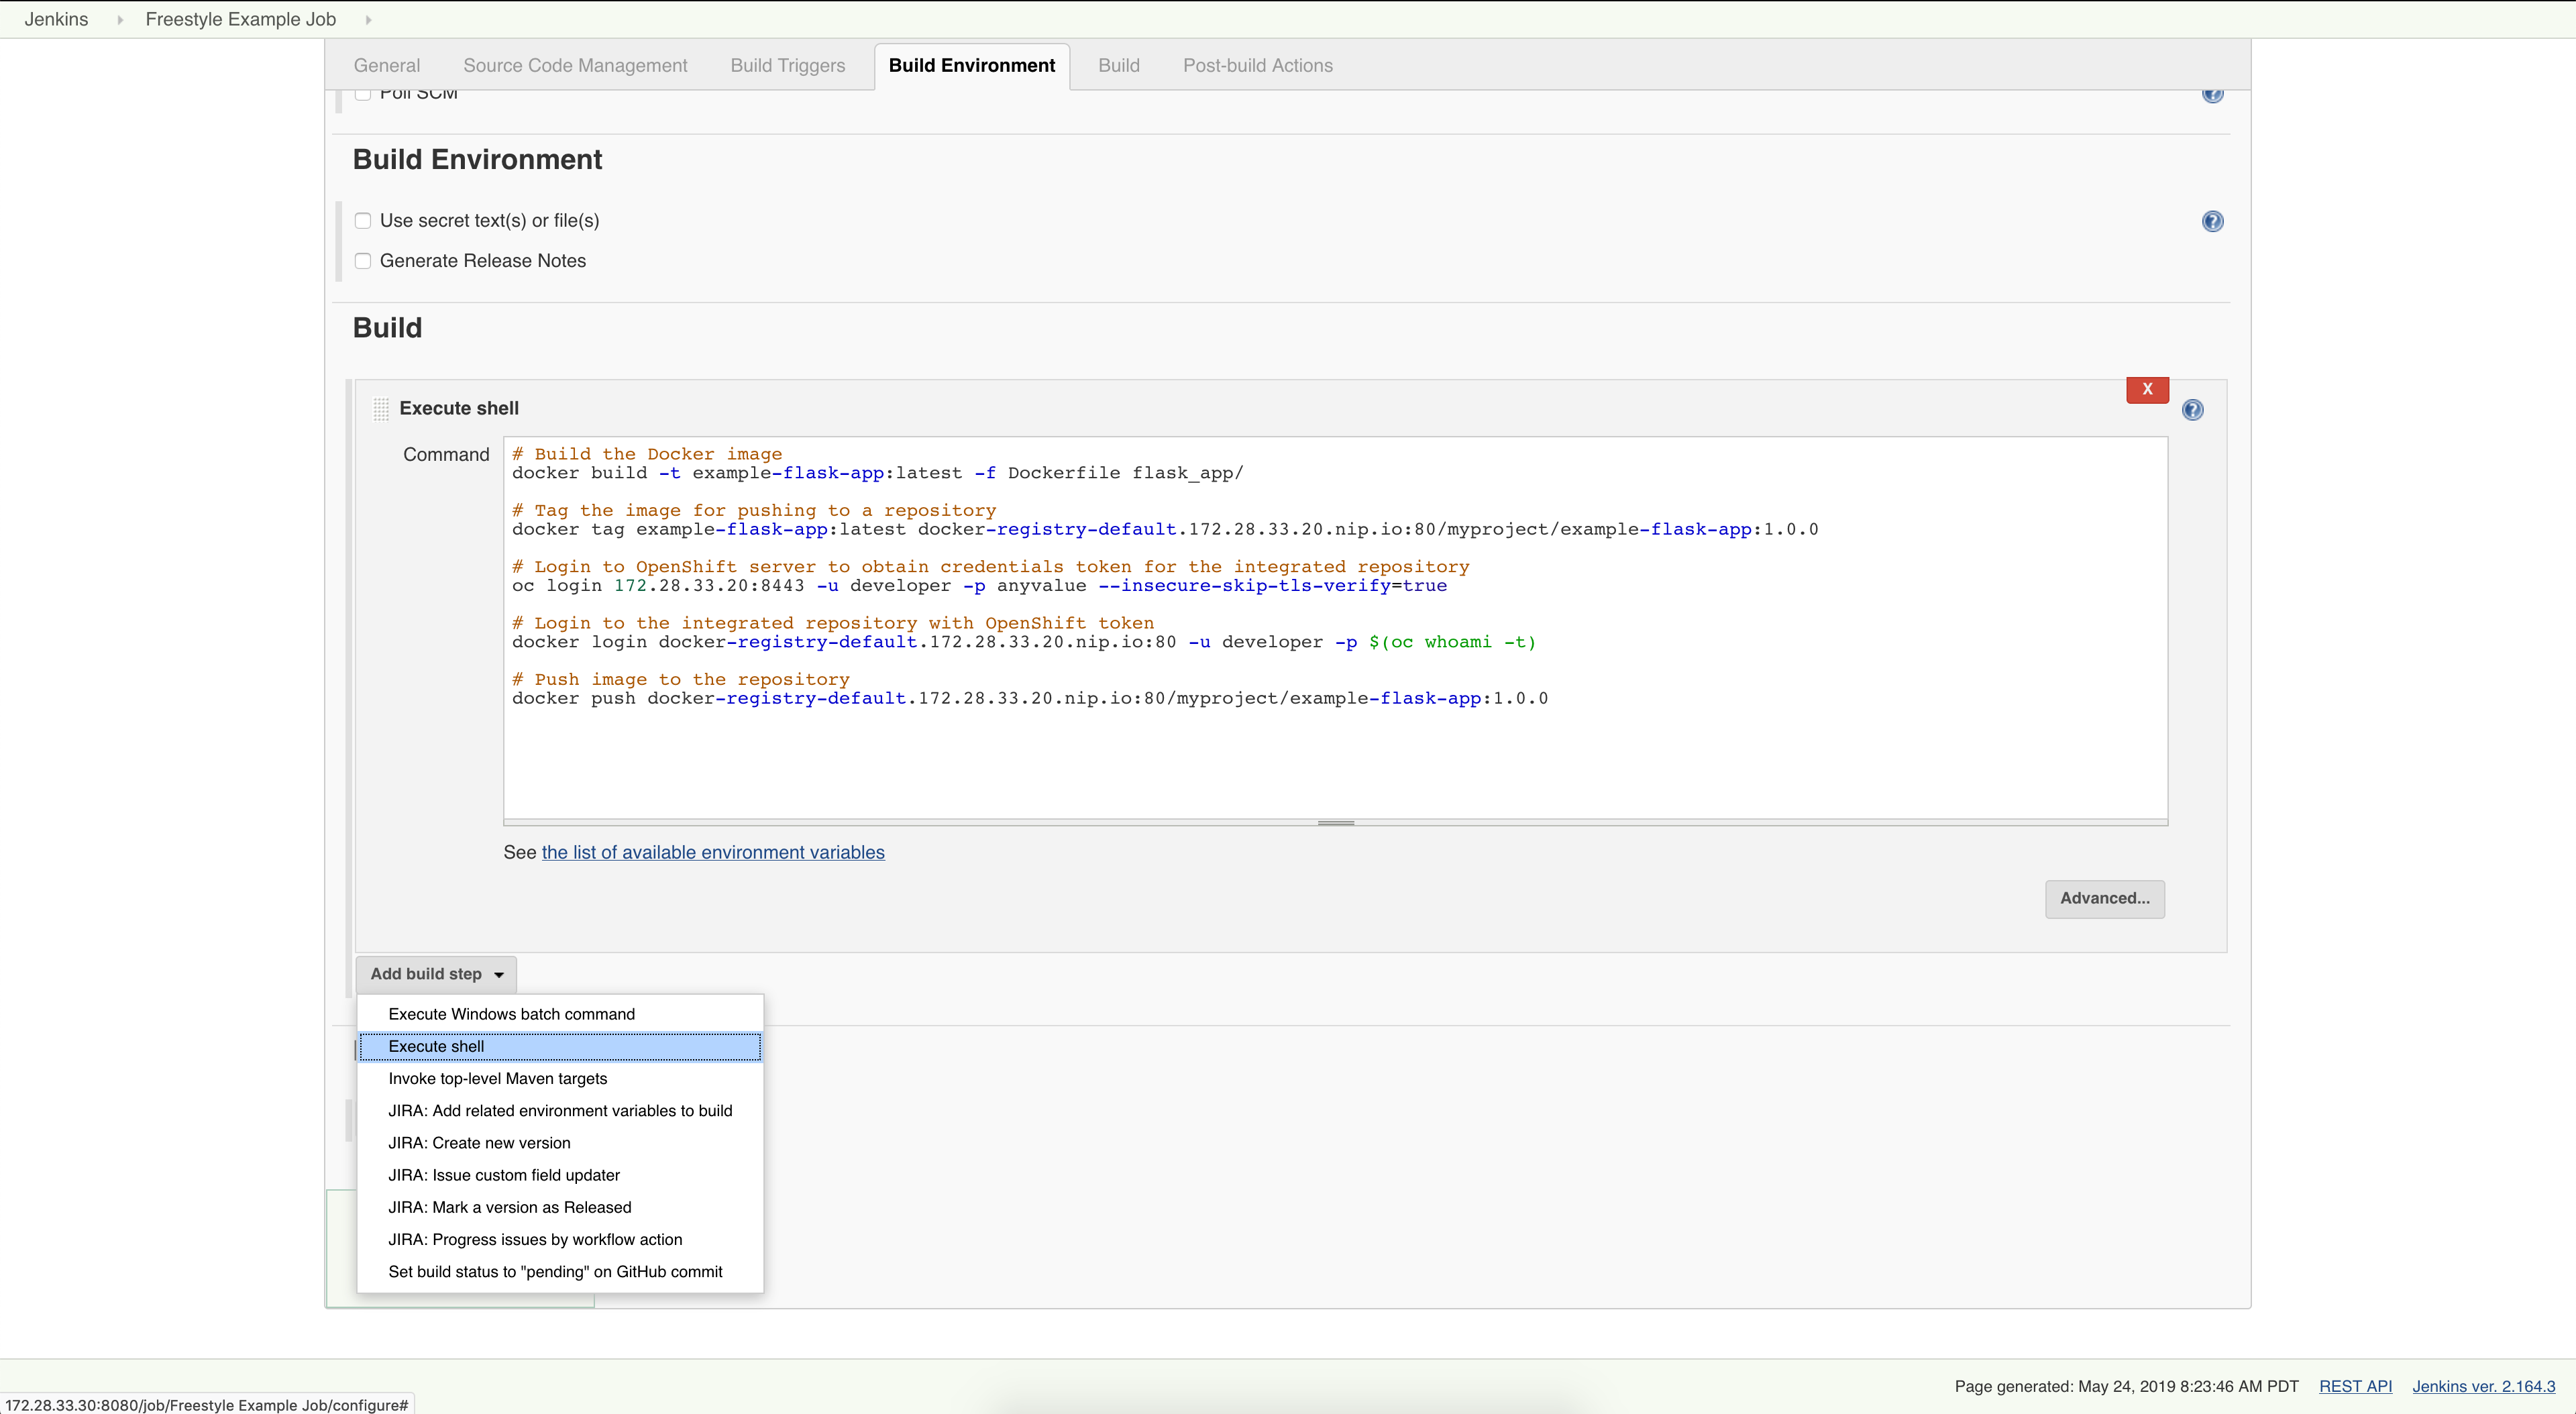 Jenkins
Freestyle Example Job
General
Source Code Management
Build Triggers
Build Environment
Build
Post-build Actions
Poll SCM
Build Environment
Use secret text(s) or file(s)
Generate Release Notes
Build
X
Execute shell
Command
# Build the Docker image
docker build -t example-flask-app:latest -f Dockerfile flask_app/
# Tag the image for pushing to a repository
docker tag example-flask-app:latest docker-registry-default.172.28.33.20.nip.io:80/myproject/example-flask-app:1.0.0
# Login to OpenShift server to obtain credentials token for the integrated repository
oc login 172.28.33.20:8443 -u developer -p anyvalue --insecure-skip-tls-verify=true
# Login to the integrated repository with OpenShift token
docker login docker-registry-default.172.28.33.20.nip.io:80 -u developer -p $(oc whoami -t)
# Push image to the repository
docker push docker-registry-default.172.28.33.20.nip.io:80/myproject/example-flask-app:1.0.0
See the list of available environment variables
Advanced...
Add build step
Execute Windows batch command
Execute shell
Invoke top-level Maven targets
JIRA: Add related environment variables to build
JIRA: Create new version
JIRA: Issue custom field updater
JIRA: Mark a version as Released
JIRA: Progress issues by workflow action
Set build status to "pending" on GitHub commit
Page generated: May 24, 2019 8:23:46 AM PDT
REST API
Jenkins ver. 2.164.3
172.28.33.30:8080/job/Freestyle Example Job/configure#